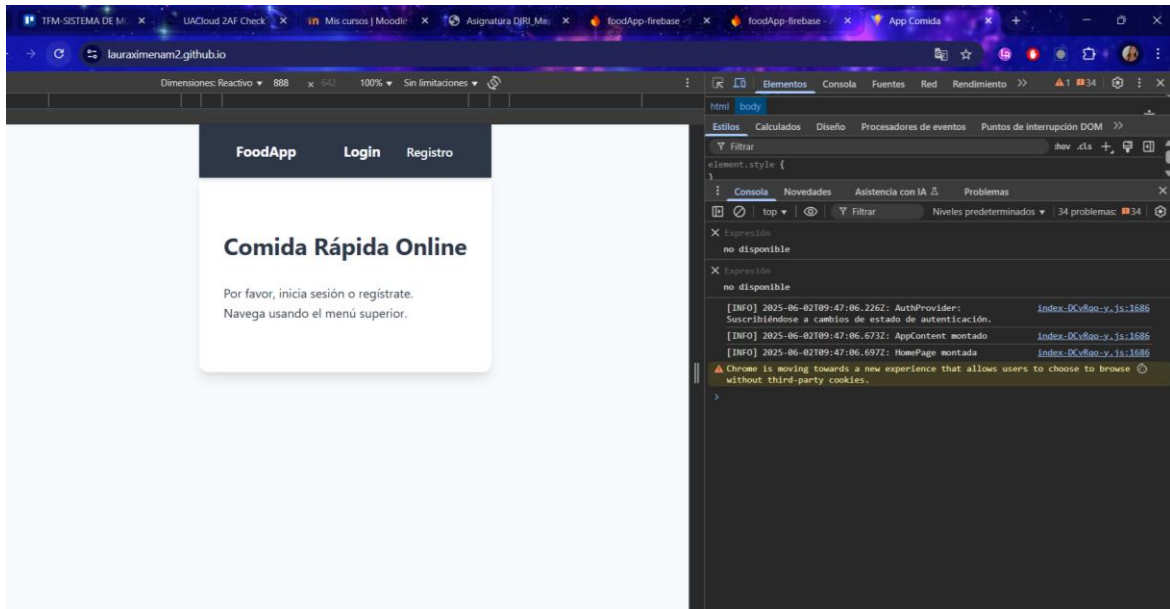 TFM-SISTEMA DE M
UACloud 2AF Check
Mis cursos | Moodle
Asignatura DIRI_Ma
foodApp-firebase -
foodApp-firebase -
App Comida
lauraximenam2.github.io
Dimensiones: Reactivo 888 x 642 100% Sin limitaciones
Elementos Consola Fuentes Red Rendimiento 1 34
html body
Estilos Calculados Diseño Procesadores de eventos Puntos de interrupción DOM
Filtrar :hov .cls
element.style {
}
Consola Novedades Asistencia con IA Problemas
top Filtrar Niveles predeterminados 34 problemas: 34
Expresión
no disponible
Expresión
no disponible
[INFO] 2025-06-02T09:47:06.226Z: AuthProvider: index-DCvRqo-y.js:1686
Suscribiéndose a cambios de estado de autenticación.
[INFO] 2025-06-02T09:47:06.673Z: AppContent montado index-DCvRqo-y.js:1686
[INFO] 2025-06-02T09:47:06.697Z: HomePage montada index-DCvRqo-y.js:1686
Chrome is moving towards a new experience that allows users to choose to browse
without third-party cookies.
FoodApp Login Registro
Comida Rápida Online
Por favor, inicia sesión o regístrate.
Navega usando el menú superior.